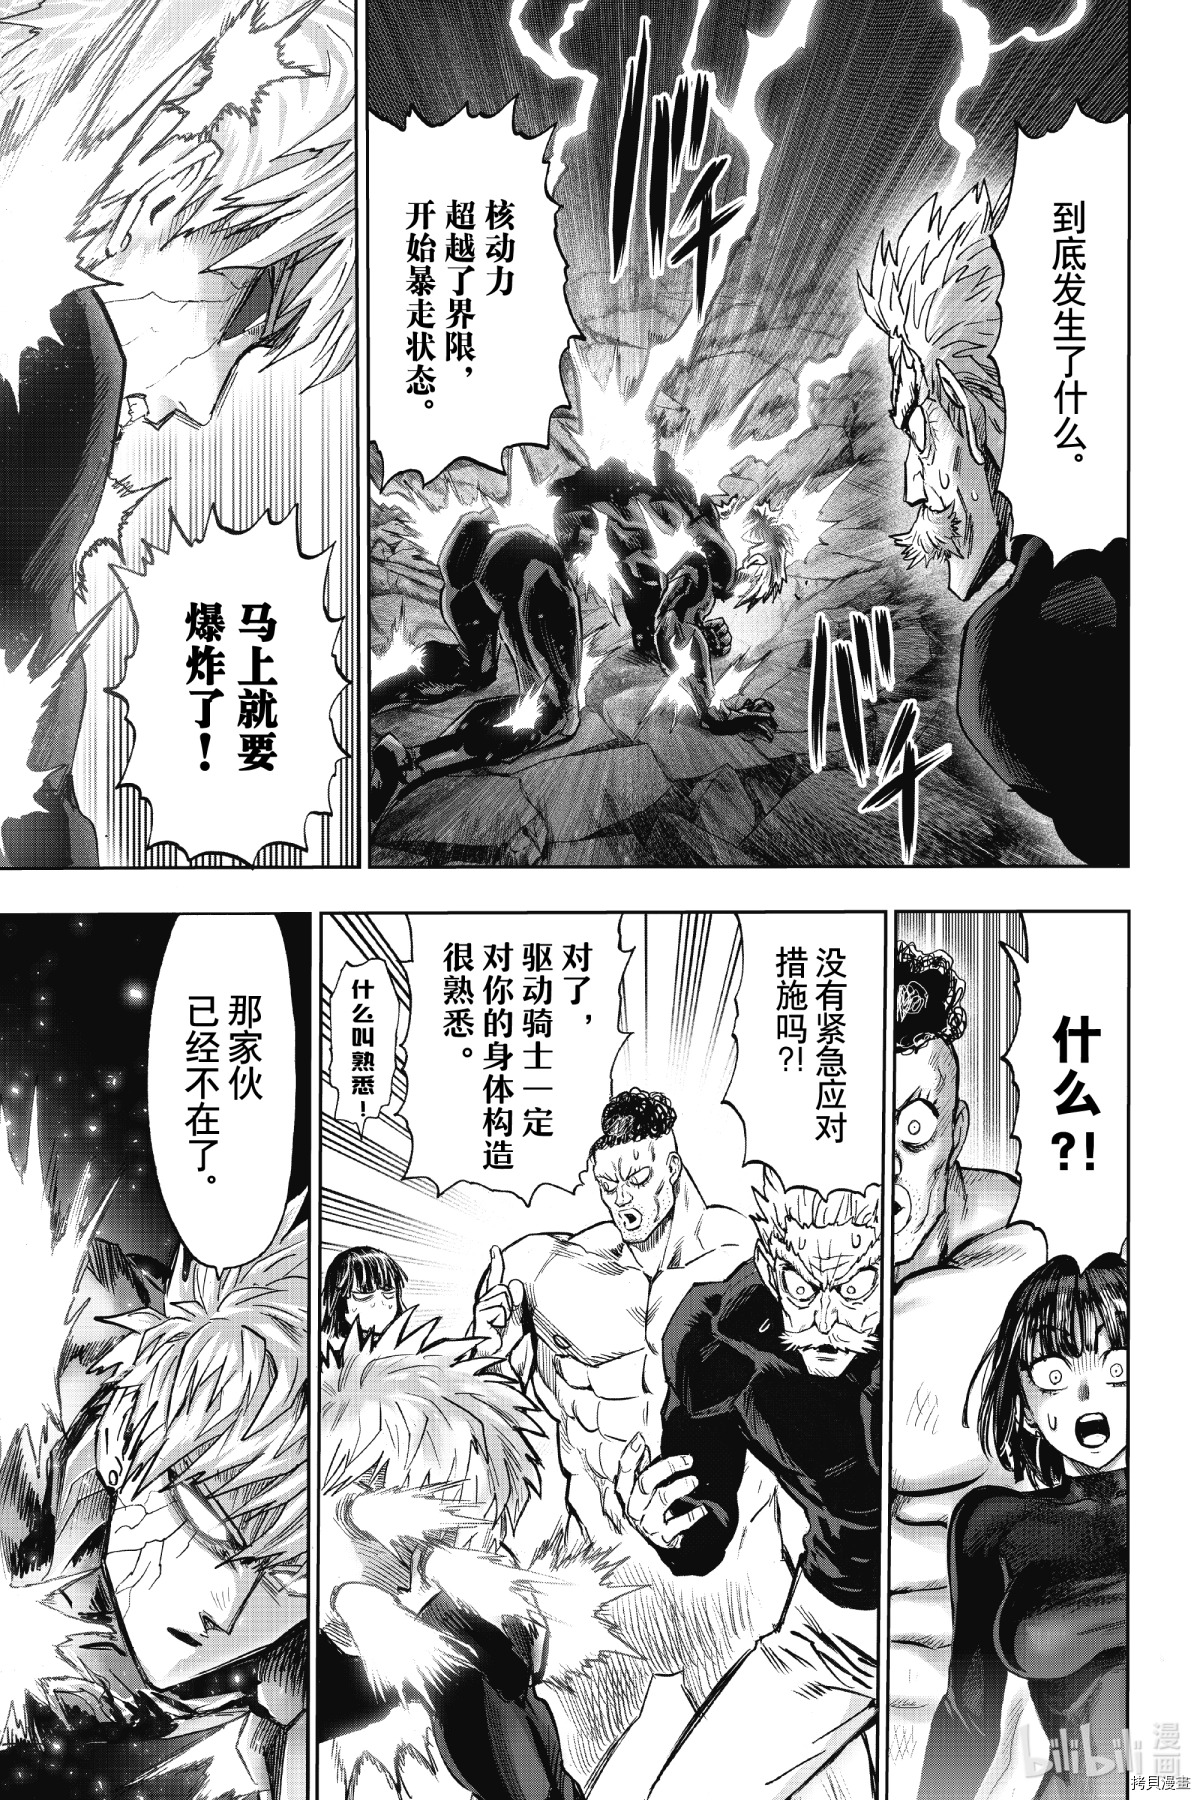 到底发生了什么。
核动力
超越了界限，
开始暴走状态。
バ
バ
チ
バ
バ
チ
马上就要
爆炸了！
什么?!
没有紧急应对
措施吗?!
对了，
驱动骑士一定
对你的身体构造
很熟悉。
什么叫熟悉！
那家伙
已经不在了。
bilibili
漫画
拷貝漫畫